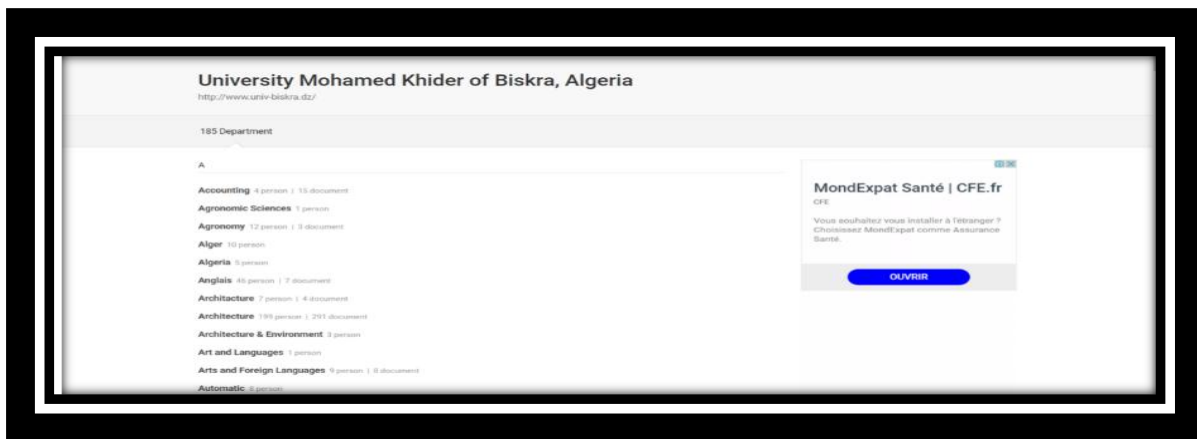 University Mohamed Khider of Biskra, Algeria
http://www.univ-biskra.dz/
185 Department
A
Accounting 4 person | 15 document
Agronomic Sciences 1 person
Agronomy 12 person | 3 document
Alger 10 person
Algeria 5 person
Anglais 46 person | 7 document
Architacture 7 person | 4 document
Architecture 199 person | 291 document
Architecture & Environment 3 person
Art and Languages 1 person
Arts and Foreign Languages 9 person | 8 document
Automatic 8 person
MondExpat Santé | CFE.fr
CFE
Vous souhaitez vous installer à l'étranger ?
Choisissez MondExpat comme Assurance
Santé.
OUVRIR